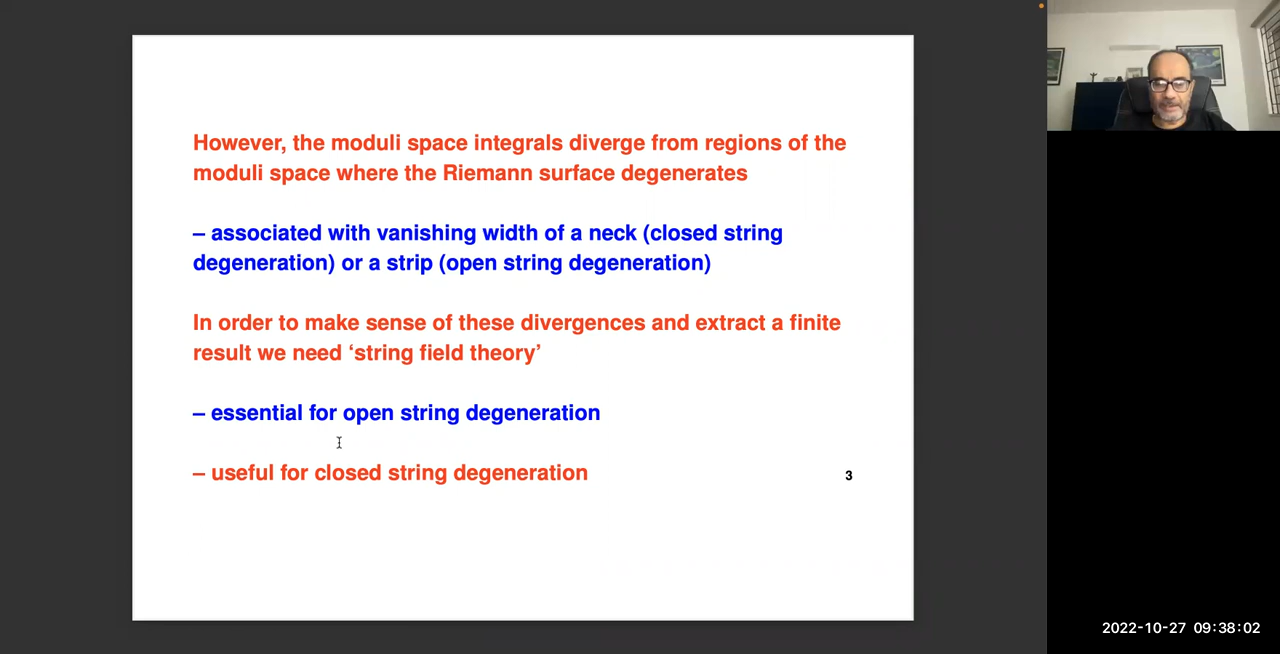 However, the moduli space integrals diverge from regions of the
moduli space where the Riemann surface degenerates
– associated with vanishing width of a neck (closed string
degeneration) or a strip (open string degeneration)
In order to make sense of these divergences and extract a finite
result we need ‘string field theory’
– essential for open string degeneration
– useful for closed string degeneration
3
2022-10-27 09:38:02